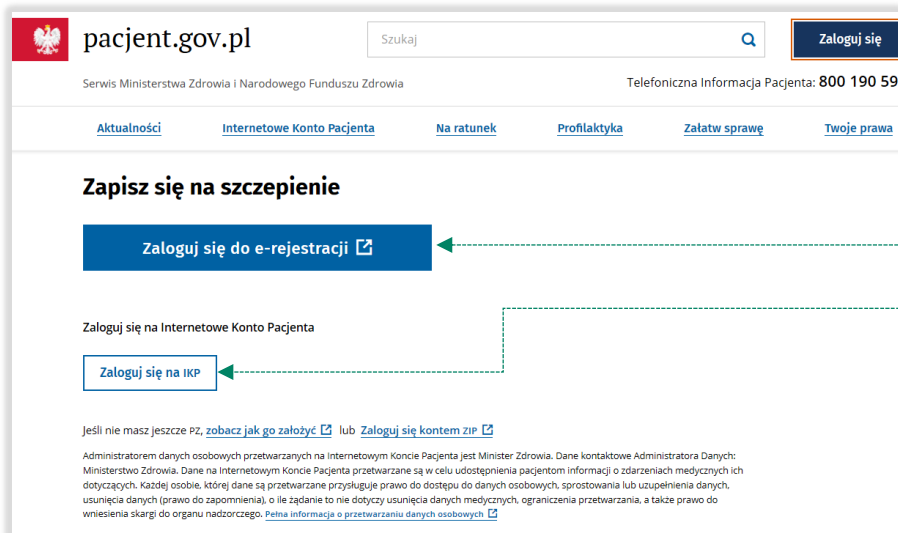 pacjent.gov.pl
Szukaj
Zaloguj się
Serwis Ministerstwa Zdrowia i Narodowego Funduszu Zdrowia
Telefoniczna Informacja Pacjenta: 800 190 59
Aktualności Internetowe Konto Pacjenta Na ratunek Profilaktyka Załatw sprawę Twoje prawa
Zapisz się na szczepienie
Zaloguj się do e-rejestracji
Zaloguj się na Internetowe Konto Pacjenta
Zaloguj się na IKP
Jeśli nie masz jeszcze PZ, zobacz jak go założyć lub Zaloguj się kontem ZIP
Administratorem danych osobowych przetwarzanych na Internetowym Koncie Pacjenta jest Minister Zdrowia. Dane kontaktowe Administratora Danych:
Ministerstwo Zdrowia. Dane na Internetowym Koncie Pacjenta przetwarzane są w celu udostępnienia pacjentom informacji o zdarzeniach medycznych ich
dotyczących. Każdej osobie, której dane są przetwarzane przysługuje prawo do dostępu do danych osobowych, sprostowania lub uzupełnienia danych,
usunięcia danych (prawo do zapomnienia), o ile żądanie to nie dotyczy usunięcia danych medycznych, ograniczenia przetwarzania, a także prawo do
wniesienia skargi do organu nadzorczego. Pełna informacja o przetwarzaniu danych osobowych